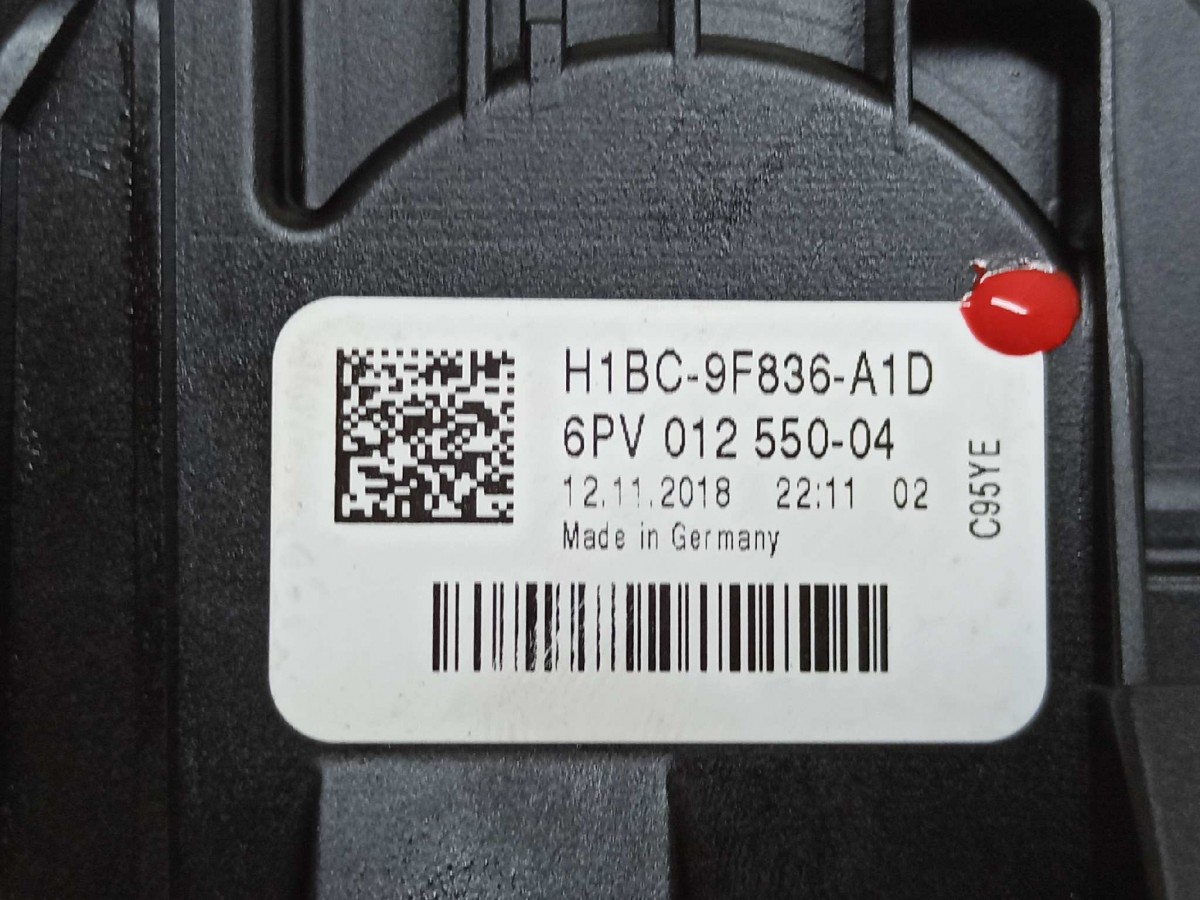 H1BC-9F836-A1D
6PV 012 550-04
12.11.2018 22:11 02
Made in Germany
C95YE